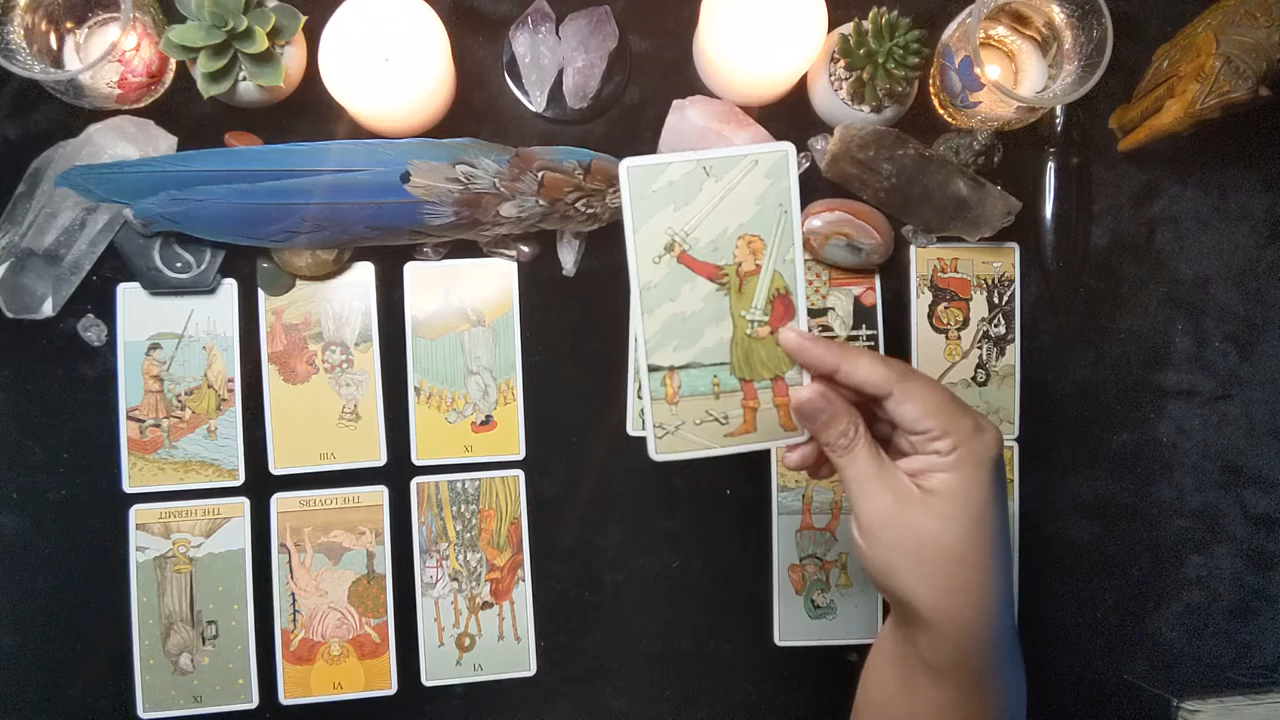 V
VIII
IX
THE HERMIT
THE LOVERS
IX
VI
VI